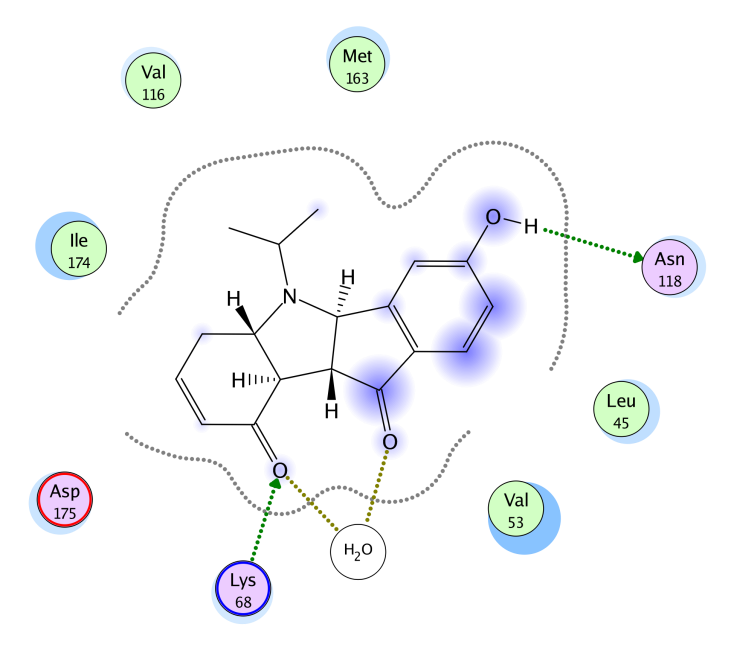 Met
163
Val
116
O
H
Ile
174
Asn
118
H
H
N
H
H
Leu
45
O
O
Asp
175
Val
53
H2O
Lys
68